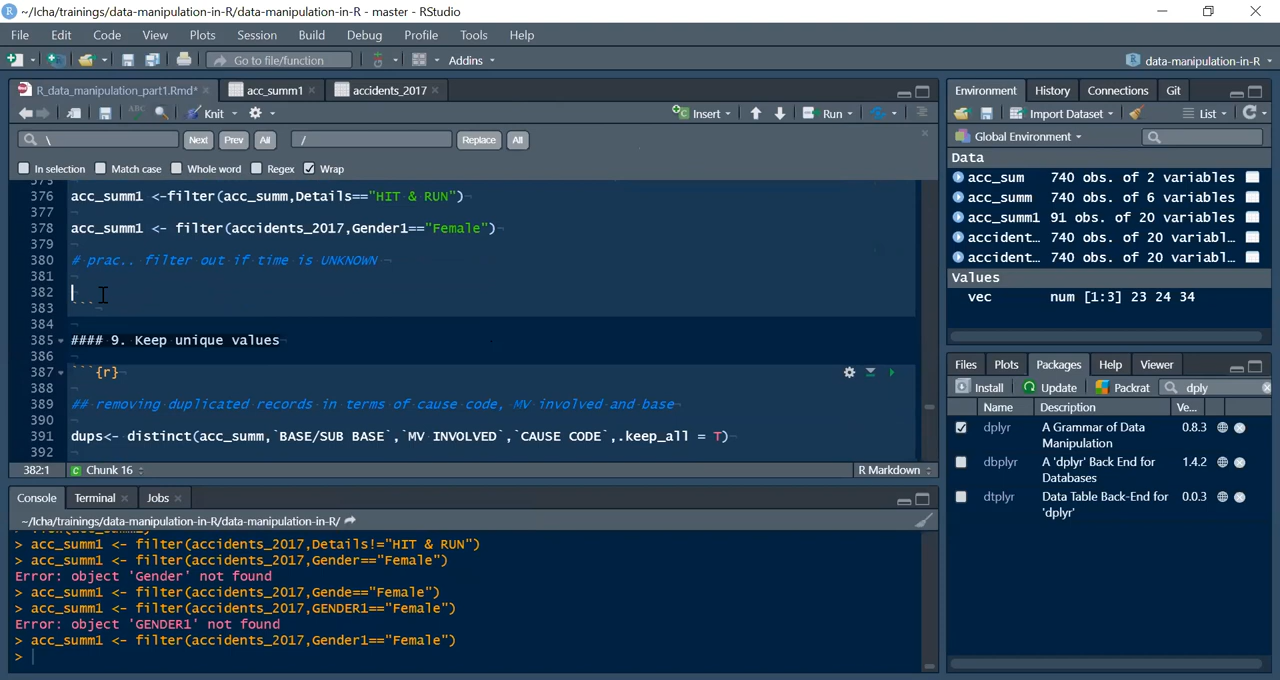 ~/Icha/trainings/data-manipulation-in-R/data-manipulation-in-R - master - RStudio
File Edit Code View Plots Session Build Debug Profile Tools Help
Go to file/function Addins data-manipulation-in-R
R_data_manipulation_part1.Rmd* acc_summ1 accidents_2017
ABC Knit Insert Run
\ Next Prev All / Replace All
In selection Match case Whole word Regex Wrap
376 acc_summ1 <-filter(acc_summ,Details=="HIT & RUN")
377
378 acc_summ1 <- filter(accidents_2017,Gender1=="Female")
379
380 # prac.. filter out if time is UNKNOWN
381
382
383 ```
384
385 #### 9. Keep unique values
386
387 ```{r}
388
389 ## removing duplicated records in terms of cause code, MV involved and base
390
391 dups<- distinct(acc_summ,`BASE/SUB BASE`,`MV INVOLVED`,`CAUSE CODE`,.keep_all = T)
392
382:1 Chunk 16 R Markdown
Console Terminal Jobs
~/Icha/trainings/data-manipulation-in-R/data-manipulation-in-R/
> acc_summ1 <- filter(accidents_2017,Details!="HIT & RUN")
> acc_summ1 <- filter(accidents_2017,Gender=="Female")
Error: object 'Gender' not found
> acc_summ1 <- filter(accidents_2017,Gende=="Female")
> acc_summ1 <- filter(accidents_2017,GENDER1=="Female")
Error: object 'GENDER1' not found
> acc_summ1 <- filter(accidents_2017,Gender1=="Female")
>
Environment History Connections Git
Import Dataset List
Global Environment
Data
acc_sum 740 obs. of 2 variables
acc_summ 740 obs. of 6 variables
acc_summ1 91 obs. of 20 variables
accident… 740 obs. of 20 variabl…
accident… 740 obs. of 20 variabl…
Values
vec num [1:3] 23 24 34
Files Plots Packages Help Viewer
Install Update Packrat dply
Name Description Ve...
dplyr A Grammar of Data Manipulation 0.8.3
dbplyr A 'dplyr' Back End for Databases 1.4.2
dtplyr Data Table Back-End for 'dplyr' 0.0.3